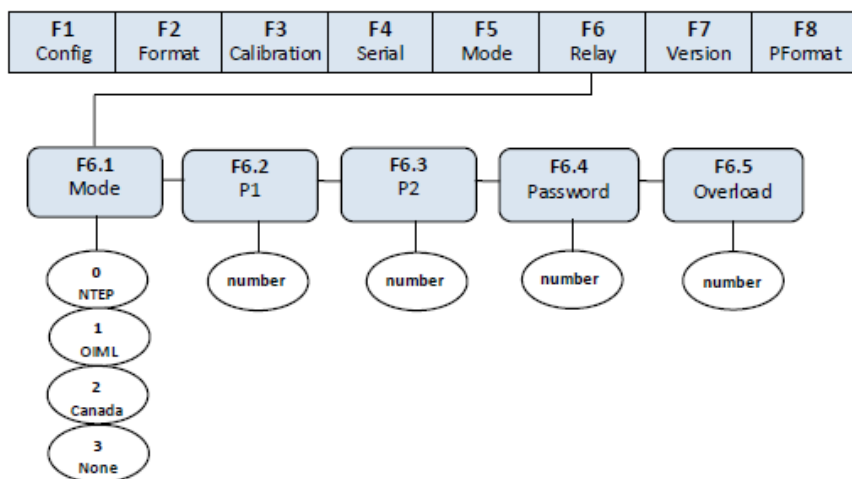 F1 F2 F3 F4 F5 F6 F7 F8
Config Format Calibration Serial Mode Relay Version PFormat
F6.1 F6.2 F6.3 F6.4 F6.5
Mode P1 P2 Password Overload
0
NTEP
number number number number
1
OIML
2
Canada
3
None